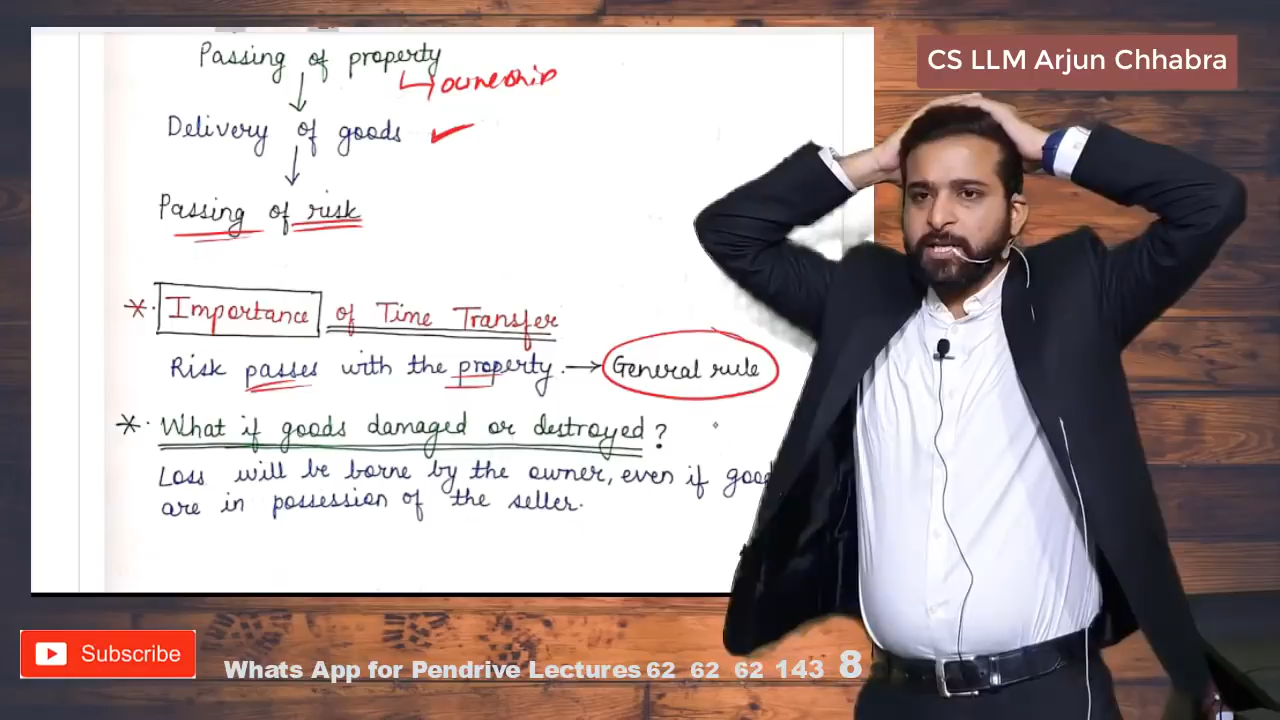 CS LLM Arjun Chhabra
Passing of property
ownership
Delivery of goods
Passing of risk
Importance of Time Transfer
Risk passes with the property. → General rule
What if goods damaged or destroyed?
Loss will be borne by the owner, even if
are in possession of the seller.
Subscribe
Whats App for Pendrive Lectures 62 62 62 143 8